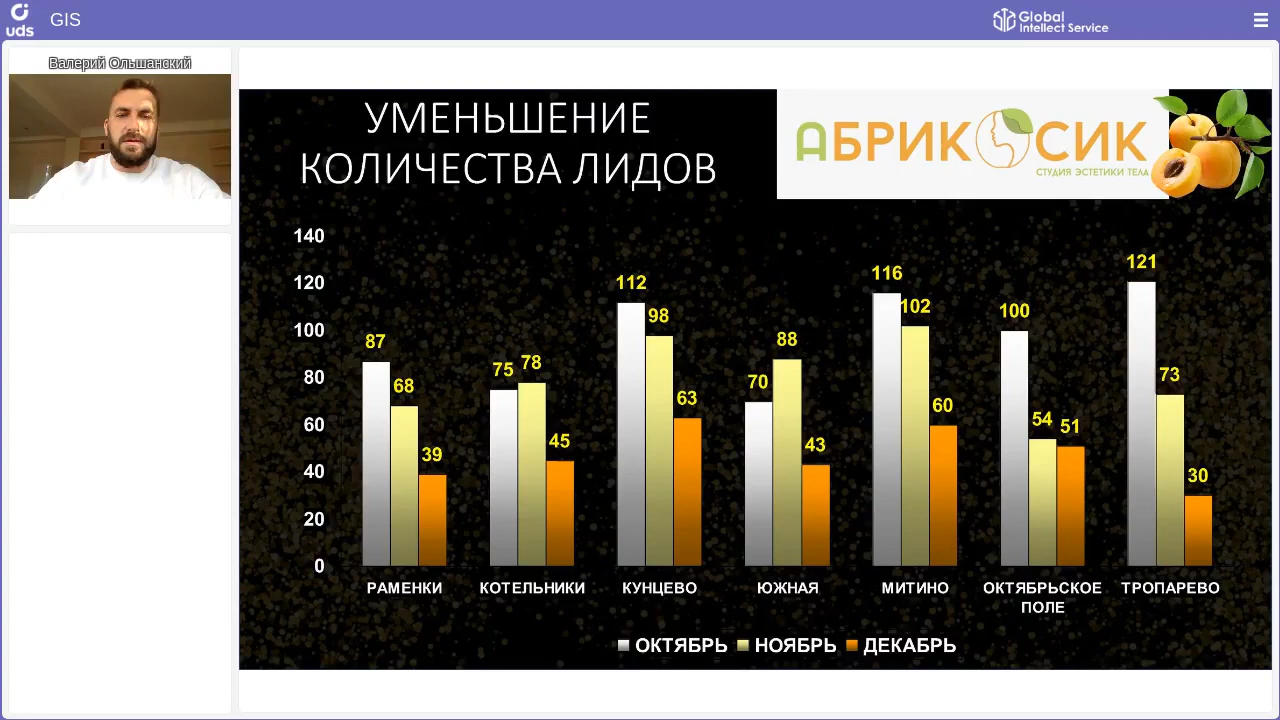 uds
GIS
Global
Intellect Service
Валерий Ольшанский
УМЕНЬШЕНИЕ
КОЛИЧЕСТВА ЛИДОВ
АБРИКОСИК
СТУДИЯ ЭСТЕТИКИ ТЕЛА
140
120
100
80
60
40
20
0
87
68
39
75
78
45
112
98
63
70
88
43
116
102
60
100
54
51
121
73
30
РАМЕНКИ
КОТЕЛЬНИКИ
КУНЦЕВО
ЮЖНАЯ
МИТИНО
ОКТЯБРЬСКОЕ
ПОЛЕ
ТРОПАРЕВО
ОКТЯБРЬ НОЯБРЬ ДЕКАБРЬ